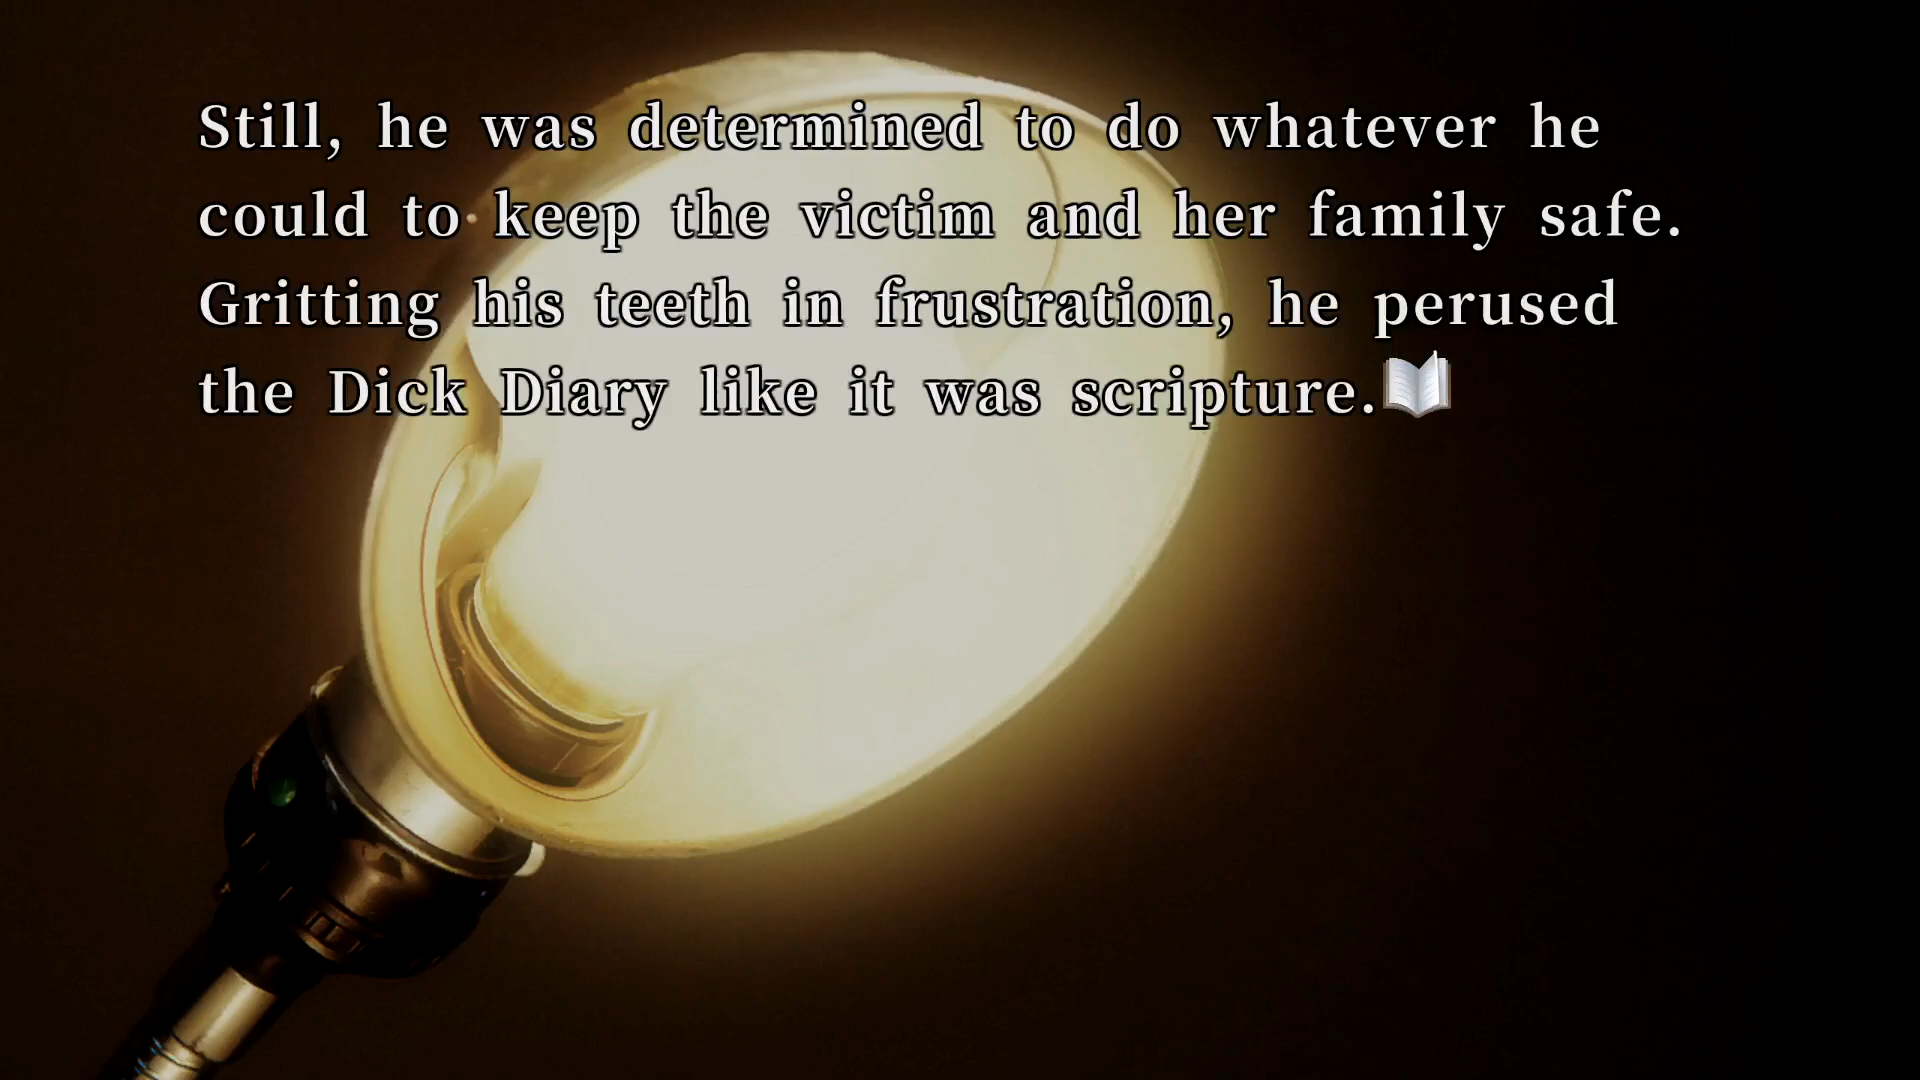 Still, he was determined to do whatever he
could to keep the victim and her family safe.
Gritting his teeth in frustration, he perused
the Dick Diary like it was scripture.